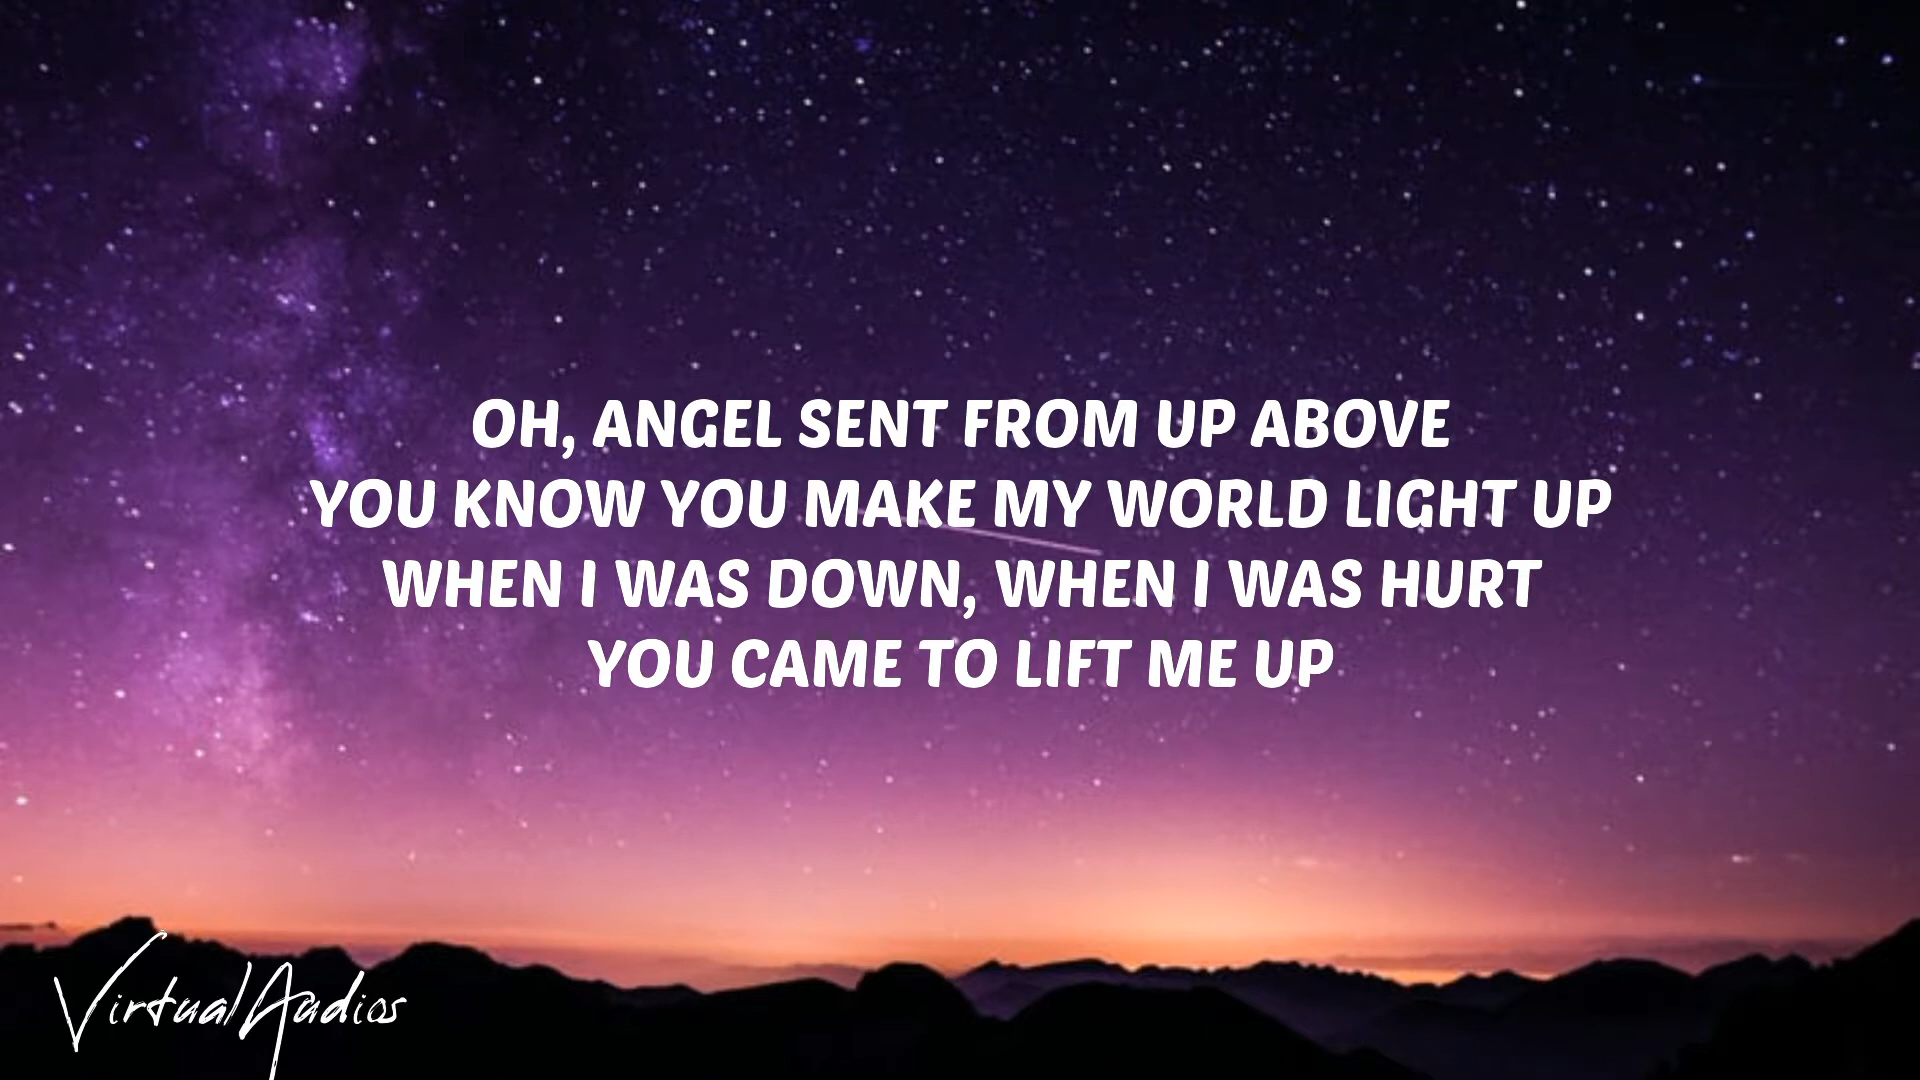 OH, ANGEL SENT FROM UP ABOVE
YOU KNOW YOU MAKE MY WORLD LIGHT UP
WHEN I WAS DOWN, WHEN I WAS HURT
YOU CAME TO LIFT ME UP
VirtualAudios